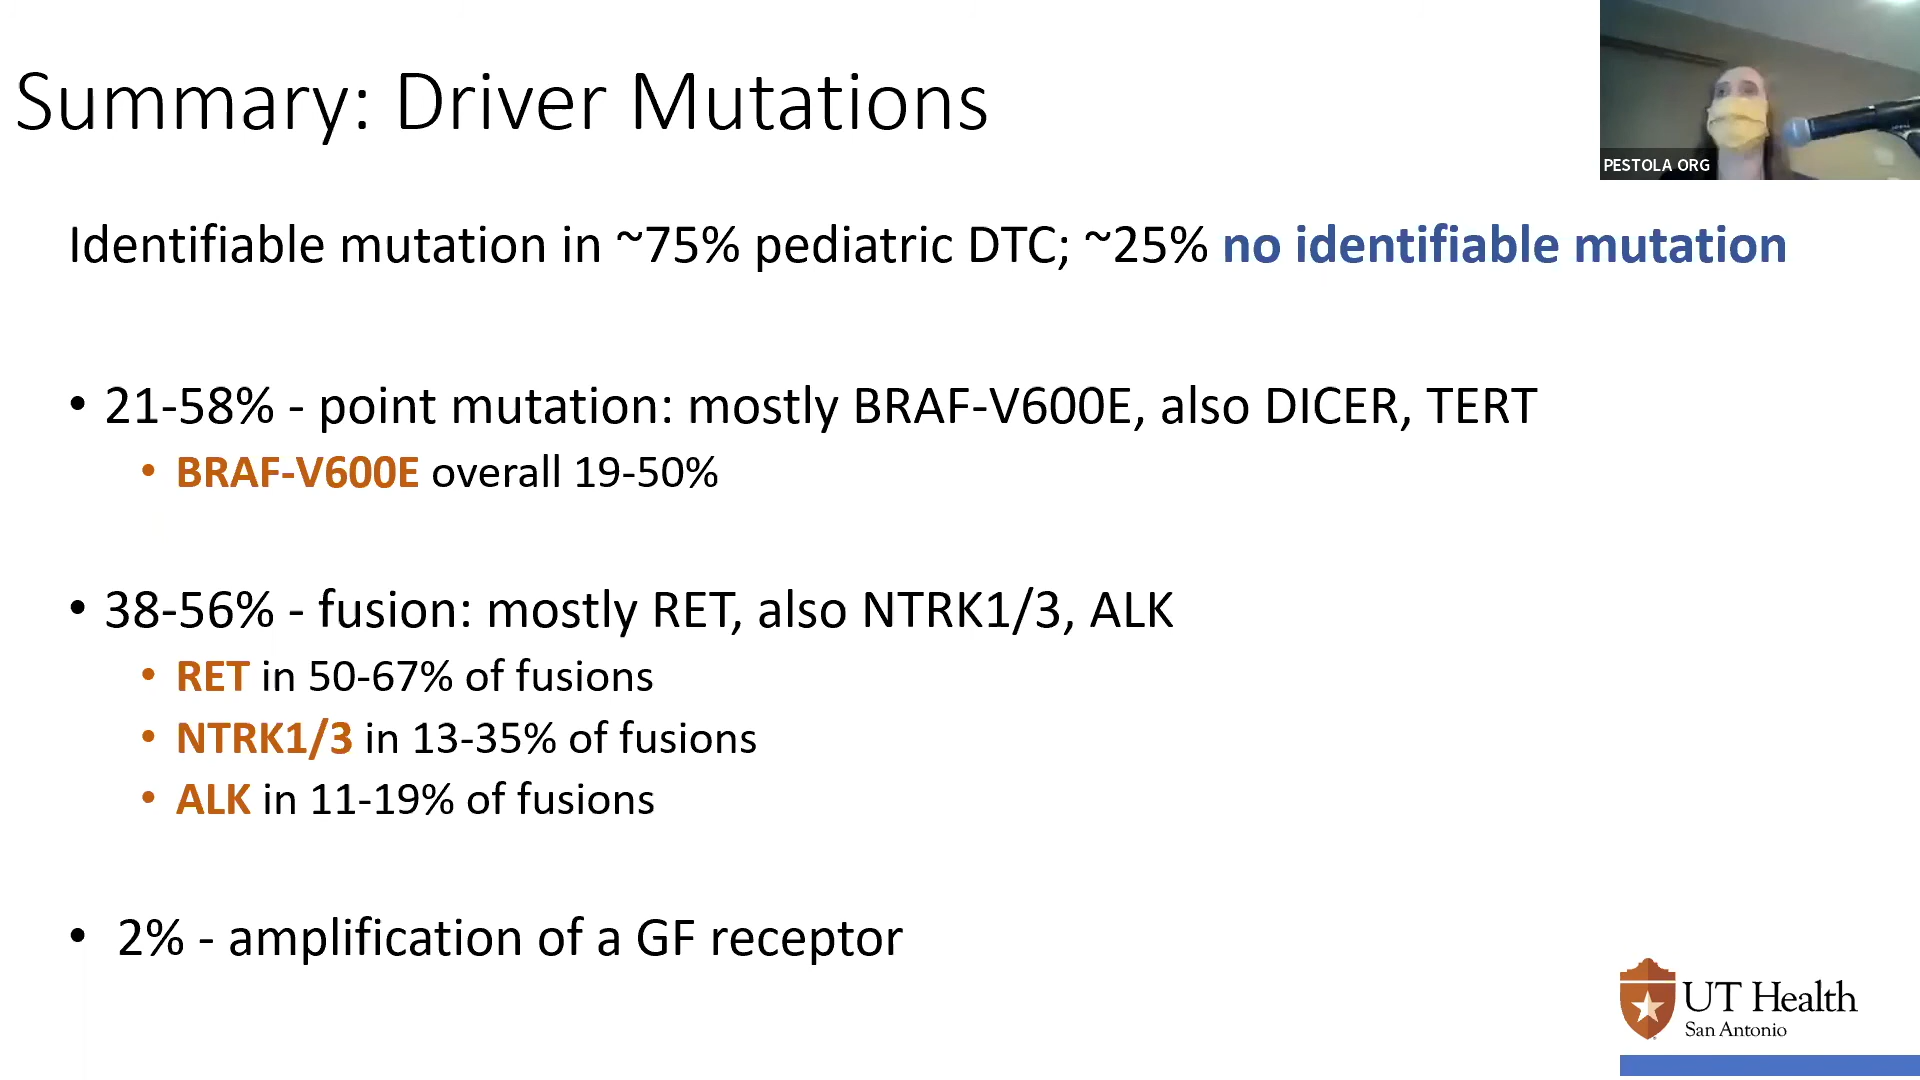 Summary: Driver Mutations
PESTOLA ORG
Identifiable mutation in ~75% pediatric DTC; ~25% no identifiable mutation
• 21-58% - point mutation: mostly BRAF-V600E, also DICER, TERT
• BRAF-V600E overall 19-50%
• 38-56% - fusion: mostly RET, also NTRK1/3, ALK
• RET in 50-67% of fusions
• NTRK1/3 in 13-35% of fusions
• ALK in 11-19% of fusions
• 2% - amplification of a GF receptor
UT Health
San Antonio